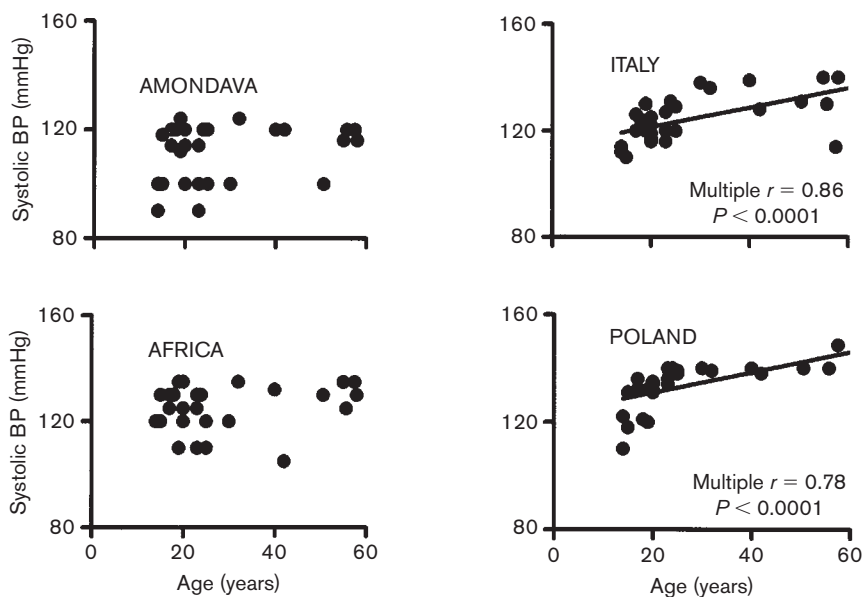 160
120
80
Systolic BP (mmHg)
AMONDAVA
160
120
80
ITALY
Multiple r = 0.86
P < 0.0001
160
120
80
Systolic BP (mmHg)
AFRICA
0
20
40
60
Age (years)
160
120
80
POLAND
Multiple r = 0.78
P < 0.0001
0
20
40
60
Age (years)